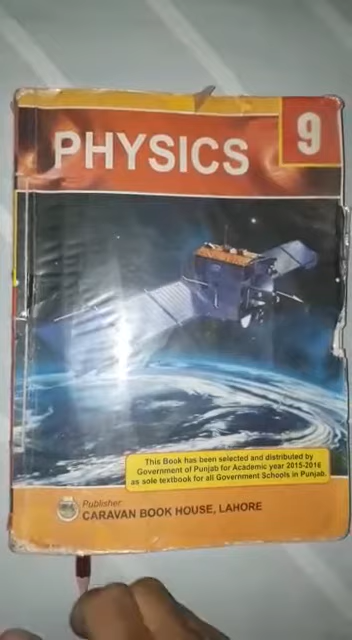 9
PHYSICS
This Book has been selected and distributed by
Government of Punjab for Academic year 2015-2016
as sole textbook for all Government Schools in Punjab.
Publisher:
CARAVAN BOOK HOUSE, LAHORE